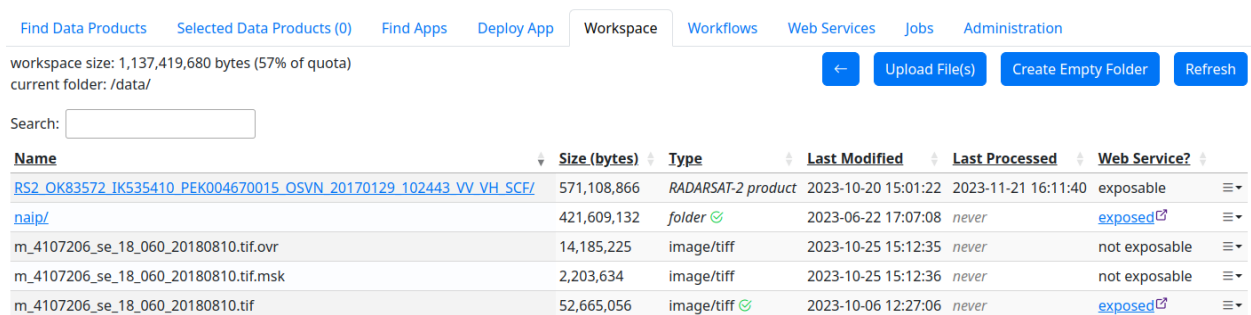 Find Data Products Selected Data Products (0) Find Apps Deploy App Workspace Workflows Web Services Jobs Administration
workspace size: 1,137,419,680 bytes (57% of quota)
current folder: /data/
← Upload File(s) Create Empty Folder Refresh
Search:
Name Size (bytes) Type Last Modified Last Processed Web Service?
RS2_OK83572_IK535410_PEK004670015_OSVN_20170129_102443_VV_VH_SCF/ 571,108,866 RADARSAT-2 product 2023-10-20 15:01:22 2023-11-21 16:11:40 exposable
naip/ 421,609,132 folder 2023-06-22 17:07:08 never exposed
m_4107206_se_18_060_20180810.tif.ovr 14,185,225 image/tiff 2023-10-25 15:12:35 never not exposable
m_4107206_se_18_060_20180810.tif.msk 2,203,634 image/tiff 2023-10-25 15:12:36 never not exposable
m_4107206_se_18_060_20180810.tif 52,665,056 image/tiff 2023-10-06 12:27:06 never exposed